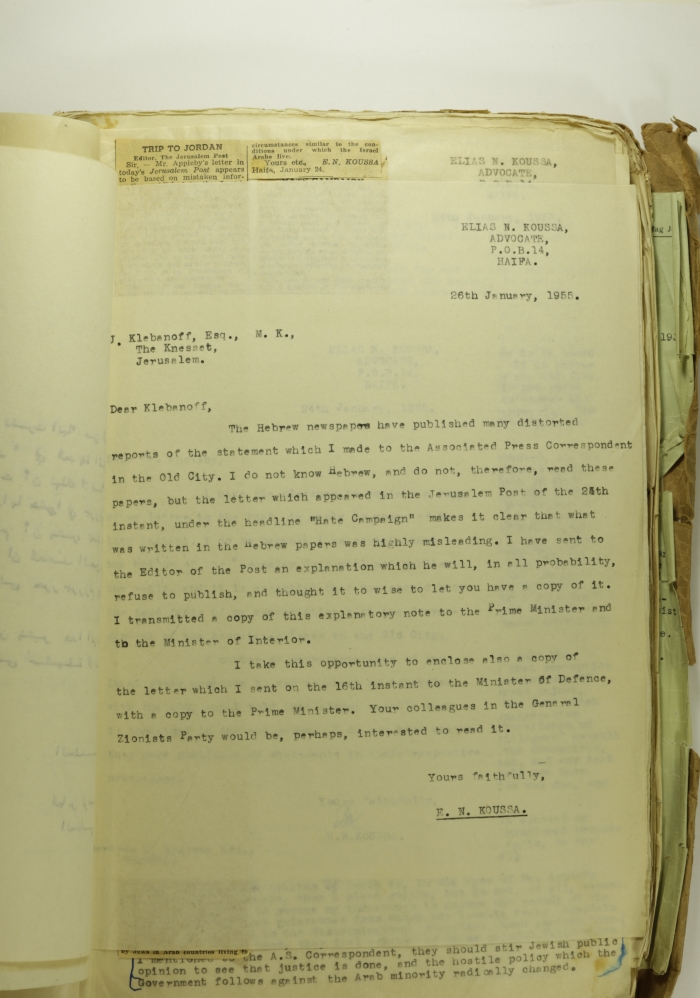 TRIP TO JORDAN
Editor, The Jerusalem Post
Sir, — Mr. Appleby's letter in
today's Jerusalem Post appears
to be based on mistaken infor-
circumstances similar to the con-
ditions under which the Israel
Arabs live.
Yours etc., E. N. KOUSSA
Haifa, January 24.
ELIAS N. KOUSSA,
ADVOCATE,
P.O.B.14,
ELIAS N. KOUSSA,
ADVOCATE,
P.O.B.14,
HAIFA.
26th January, 1955.
J. Klebanoff, Esq., M. K.,
The Knesset,
Jerusalem.
Dear Klebanoff,
The Hebrew newspapers have published many distorted
reports of the statement which I made to the Associated Press Correspondent
in the Old City. I do not know Hebrew, and do not, therefore, read these
papers, but the letter which appeared in the Jerusalem Post of the
instant, under the headline "Hate Campaign" makes it clear that what
was written in the Hebrew papers was highly misleading. I have sent to
the Editor of the Post an explanation which he will, in all probability,
refuse to publish, and thought it to wise to let you have a copy of it.
I transmitted a copy of this explanatory note to the Prime Minister and
to the Minister of Interior.
I take this opportunity to enclose also a copy of
the letter which I sent on the 16th instant to the Minister of Defence,
with a copy to the Prime Minister. Your colleagues in the General
Zionists Party would be, perhaps, interested to read it.
Yours faithfully,
E. N. KOUSSA.
by Jews in Arab countries living
I mentioned to the A.S. Correspondent, they should stir Jewish public
opinion to see that justice is done, and the hostile policy which the
Government follows against the Arab minority radically changed.